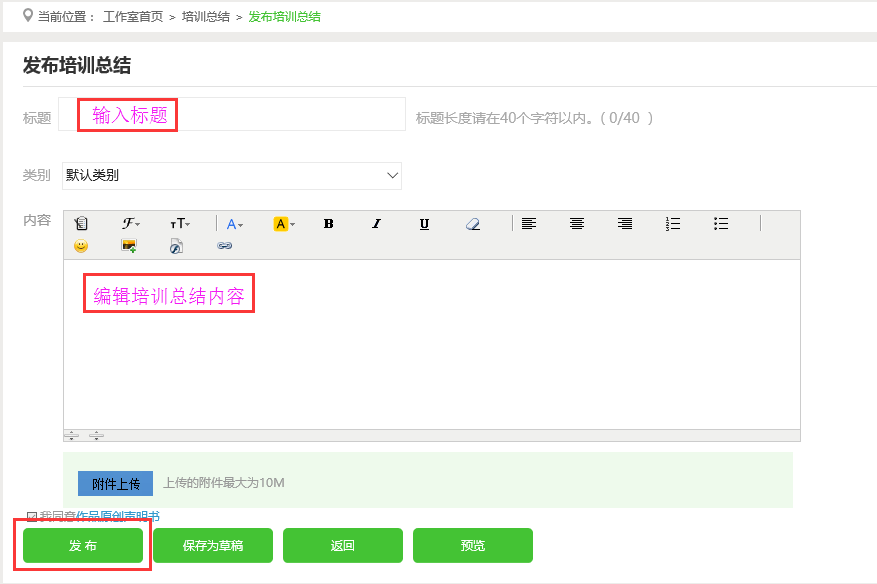 当前位置： 工作室首页 > 培训总结 > 发布培训总结
发布培训总结
标题 输入标题 标题长度请在40个字符以内。( 0/40 )
类别 默认类别
内容
编辑培训总结内容
附件上传 上传的附件最大为10M
我同意作品原创声明书
发 布 保存为草稿 返回 预览